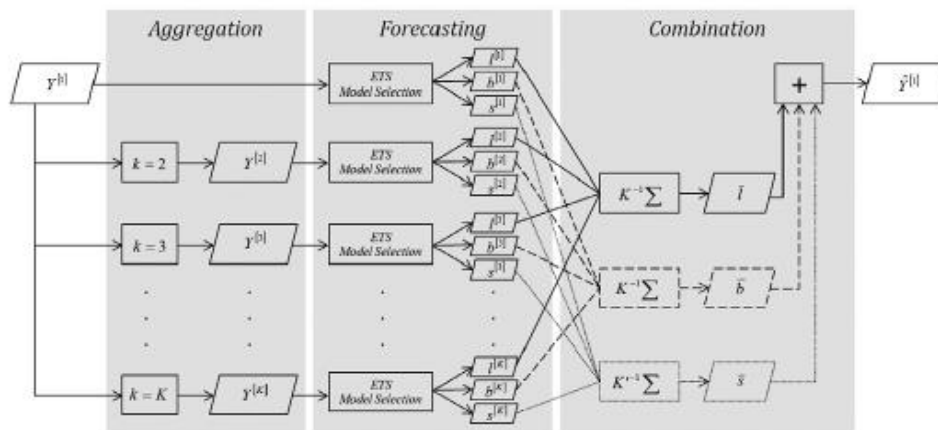 Aggregation
Forecasting
Combination
Y^[1]
ETS
Model Selection
l^[1]
b^[1]
s^[1]
+
Ŷ^[1]
k = 2
Y^[2]
ETS
Model Selection
l^[2]
b^[2]
s^[2]
K^-1 ∑
l̄
k = 3
Y^[3]
ETS
Model Selection
l^[3]
b^[3]
s^[3]
K^-1 ∑
b̄
k = K
Y^[K]
ETS
Model Selection
l^[K]
b^[K]
s^[K]
K'^-1 ∑
s̄